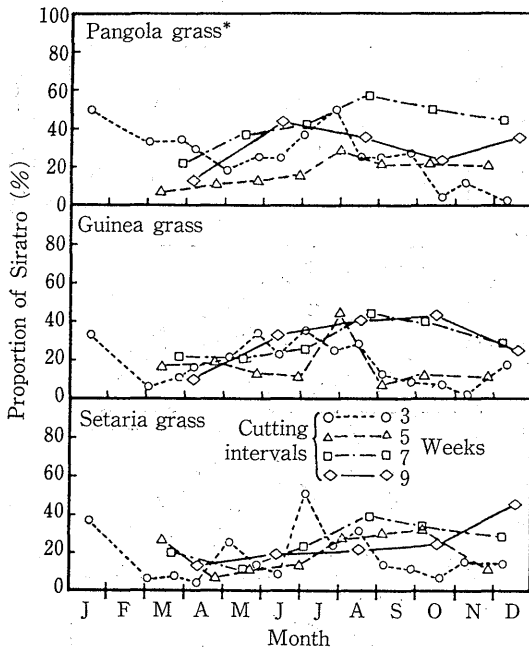 Proportion of Siratro (%)
100
Pangola grass*
80
60
40
20
0
Guinea grass
80
60
40
20
0
Setaria grass
80
60
40
20
0
Cutting
intervals
3
5
7
9
Weeks
J F M A M J J A S O N D
Month